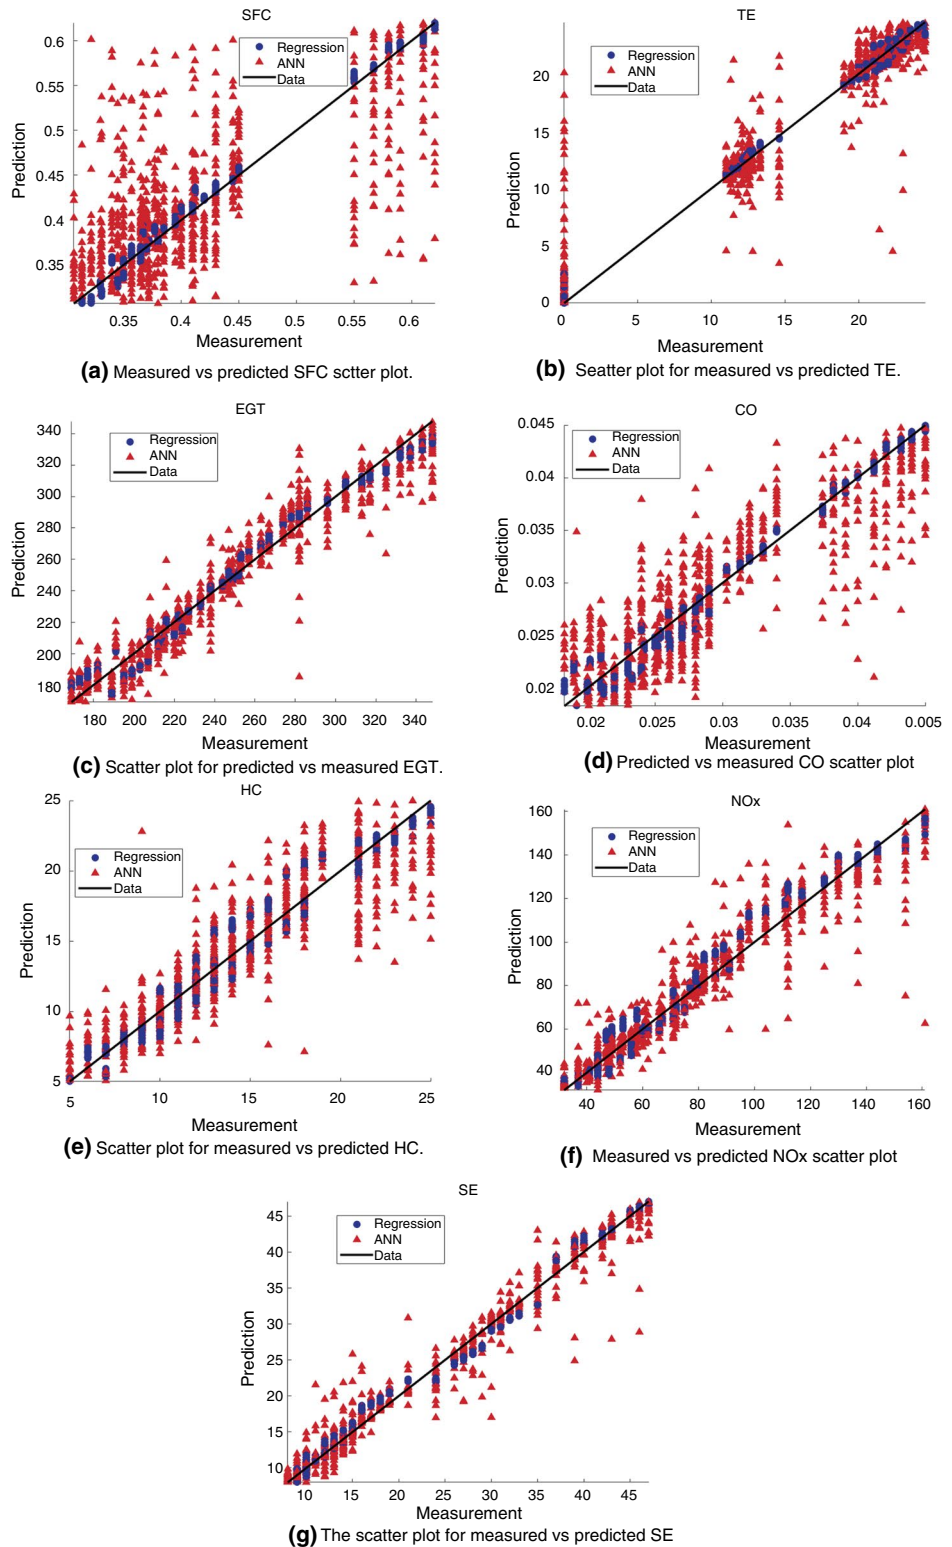 SFC
Regression
ANN
Data
Prediction
0.6
0.55
0.5
0.45
0.4
0.35
0.35 0.4 0.45 0.5 0.55 0.6
Measurement
(a) Measured vs predicted SFC sctter plot.
TE
Regression
ANN
Data
Prediction
20
15
10
5
0
0 5 10 15 20
Measurement
(b) Seatter plot for measured vs predicted TE.
EGT
Regression
ANN
Data
Prediction
340
320
300
280
260
240
220
200
180
180 200 220 240 260 280 300 320 340
Measurement
(c) Scatter plot for predicted vs measured EGT.
CO
Regression
ANN
Data
Prediction
0.045
0.04
0.035
0.03
0.025
0.02
0.02 0.025 0.03 0.035 0.04 0.005
Measurement
(d) Predicted vs measured CO scatter plot
HC
Regression
ANN
Data
Prediction
25
20
15
10
5
5 10 15 20 25
Measurement
(e) Scatter plot for measured vs predicted HC.
NOx
Regression
ANN
Data
Prediction
160
140
120
100
80
60
40
40 60 80 100 120 140 160
Measurement
(f) Measured vs predicted NOx scatter plot
SE
Regression
ANN
Data
Prediction
45
40
35
30
25
20
15
10
10 15 20 25 30 35 40 45
Measurement
(g) The scatter plot for measured vs predicted SE